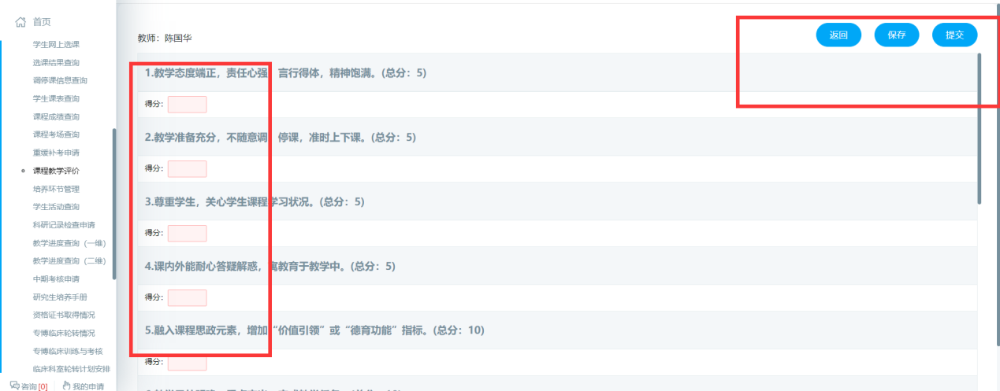 首页
学生网上选课
选课结果查询
调停课信息查询
学生课表查询
课程成绩查询
课程考场查询
重缓补考申请
课程教学评价
培养环节管理
学生活动查询
科研记录检查申请
教学进度查询（一维）
教学进度查询（二维）
中期考核申请
研究生培养手册
资格证书取得情况
专博临床轮转情况
专博临床训练与考核
临床科室轮转计划安排
咨询[0]
我的申请
教师：陈国华
返回 保存 提交
1.教学态度端正，责任心强，言行得体，精神饱满。(总分：5)
得分：
2.教学准备充分，不随意调、停课，准时上下课。(总分：5)
得分：
3.尊重学生，关心学生课程学习状况。(总分：5)
得分：
4.课内外能耐心答疑解惑，寓教育于教学中。(总分：5)
得分：
5.融入课程思政元素，增加“价值引领”或“德育功能”指标。(总分：10)
得分：